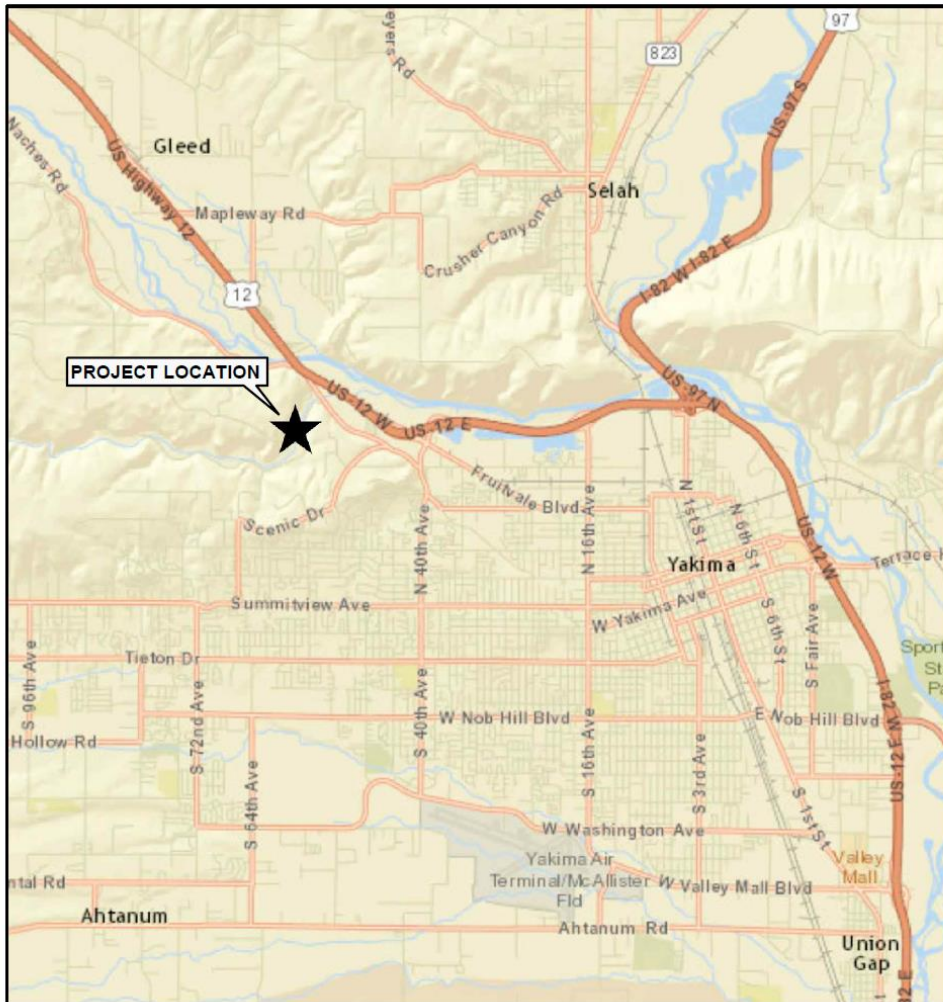 97
823
eyers Rd
US-97 S
Naches Rd
Gleed
US Highway 12
Selah
Mapleway Rd
Crusher Canyon Rd
I-82 W I-82 E
12
PROJECT LOCATION
US-97 N
US-12 W
US-12 E
Fruitvale Blvd
Scenic Dr
N 40th Ave
N 16th Ave
N 1st St
N 6th St
Yakima
US-12 W
Terrace H
Summitview Ave
W Yakima Ave
S 6th St
S Fair Ave
Sport
St
P
S 96th Ave
Tieton Dr
S 72nd Ave
S 40th Ave
W Nob Hill Blvd
E Nob Hill Blvd
I-82 W
US-12 E
Hollow Rd
S 64th Ave
S 16th Ave
S 3rd Ave
S 1st St
W Washington Ave
Yakima Air
Terminal/McAllister
Fld
Valley
Mall
W Valley Mall Blvd
ntal Rd
Ahtanum
Ahtanum Rd
Union
Gap
12 E